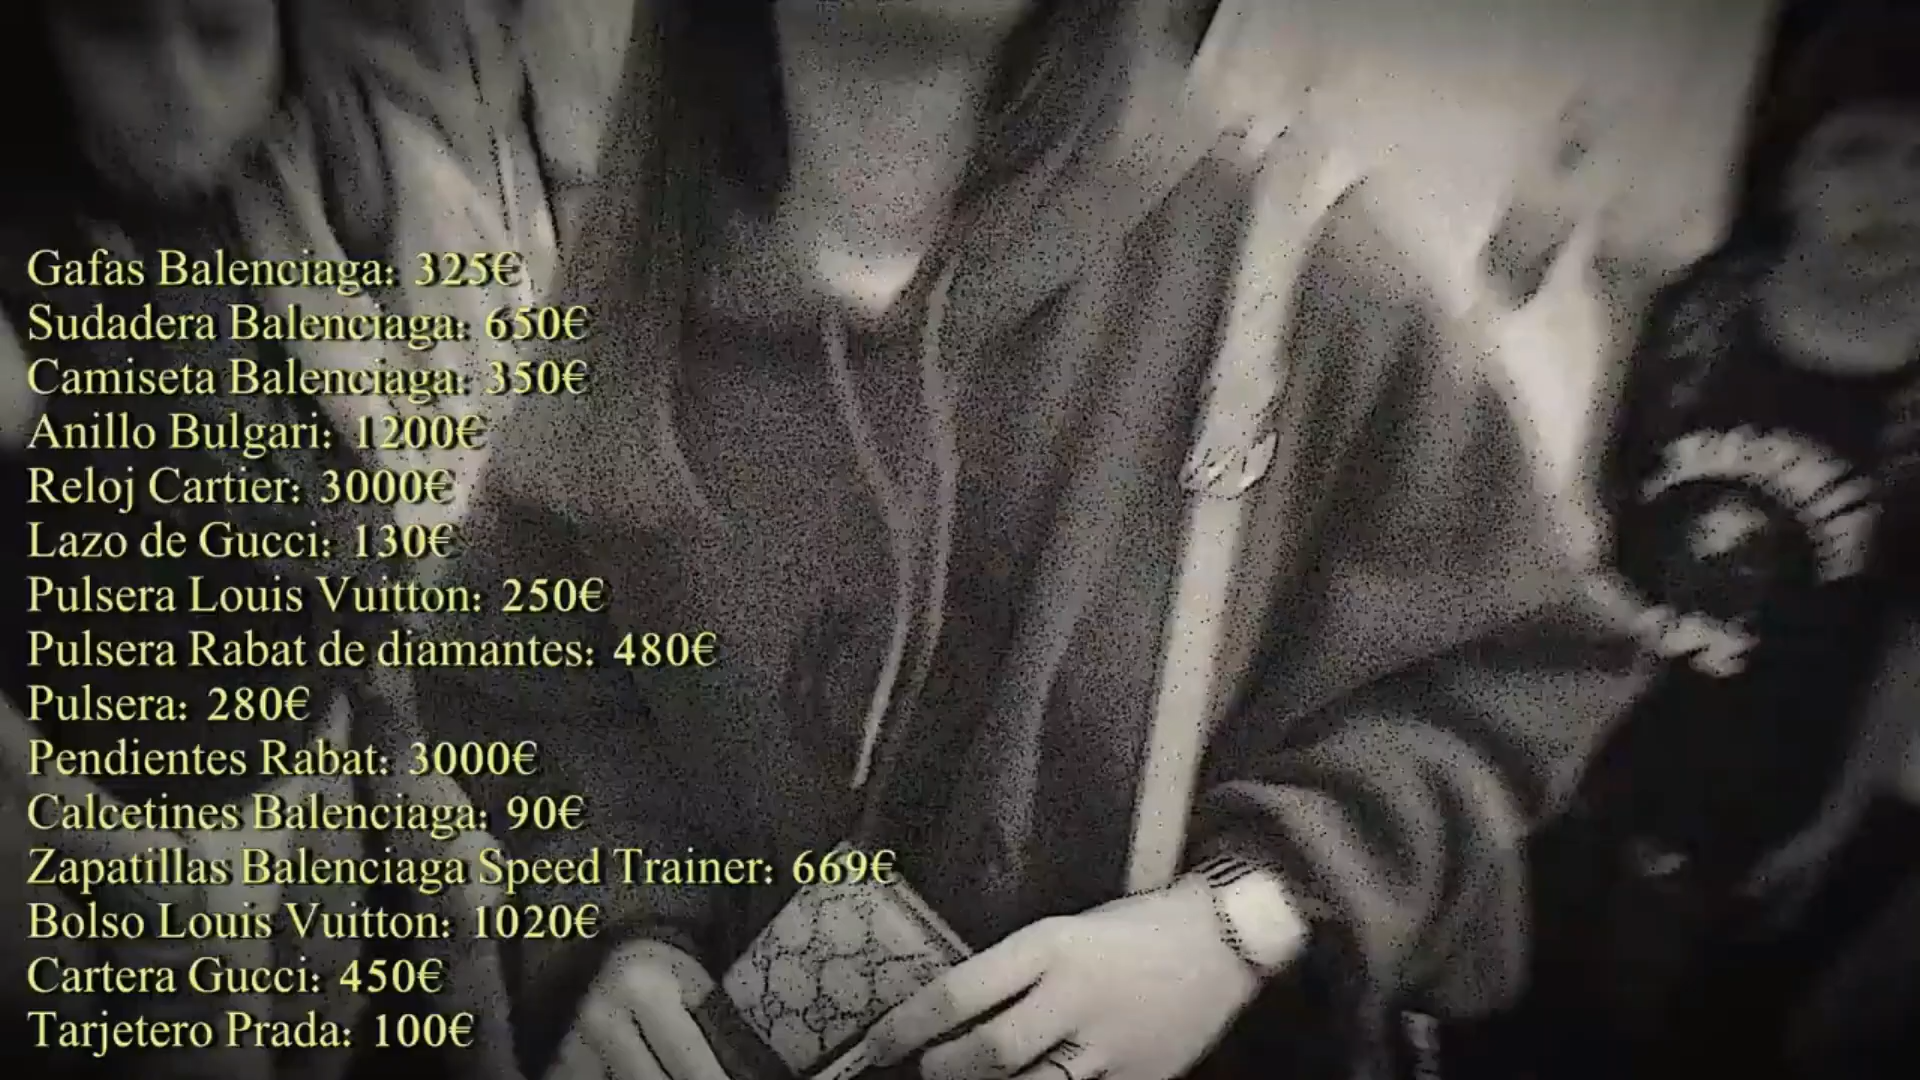 Gafas Balenciaga: 325€
Sudadera Balenciaga: 650€
Camiseta Balenciaga: 350€
Anillo Bulgari: 1200€
Reloj Cartier: 3000€
Lazo de Gucci: 130€
Pulsera Louis Vuitton: 250€
Pulsera Rabat de diamantes: 480€
Pulsera: 280€
Pendientes Rabat: 3000€
Calcetines Balenciaga: 90€
Zapatillas Balenciaga Speed Trainer: 669€
Bolso Louis Vuitton: 1020€
Cartera Gucci: 450€
Tarjetero Prada: 100€